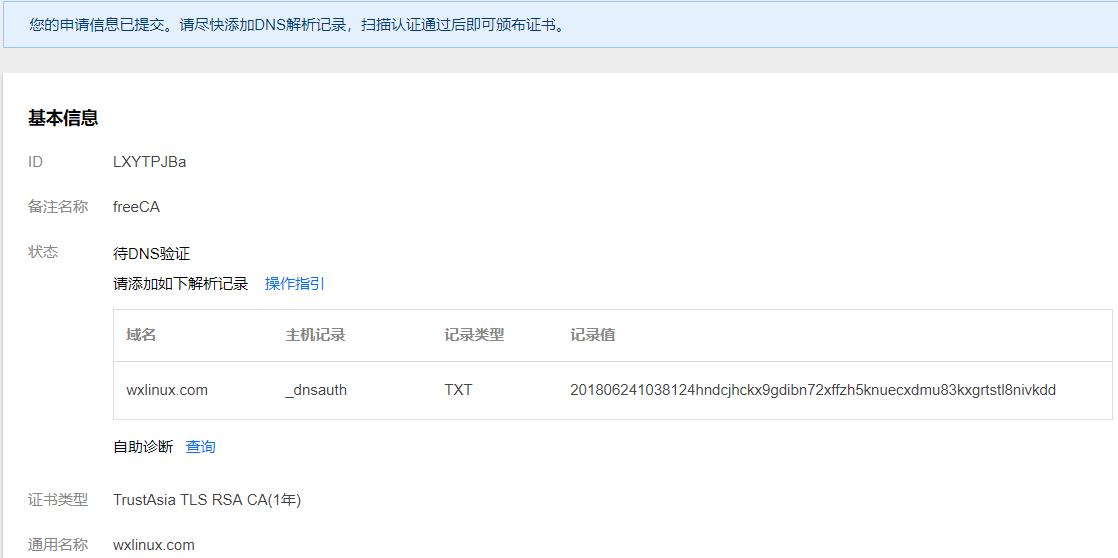 您的申请信息已提交。请尽快添加DNS解析记录，扫描认证通过后即可颁布证书。
基本信息
ID LXYTPJBa
备注名称 freeCA
状态 待DNS验证
请添加如下解析记录 操作指引
域名 主机记录 记录类型 记录值
wxlinux.com _dnsauth TXT 201806241038124hndcjhckx9gdibn72xffzh5knuecxdmu83kxgrtstl8nivkdd
自助诊断 查询
证书类型 TrustAsia TLS RSA CA(1年)
通用名称 wxlinux.com